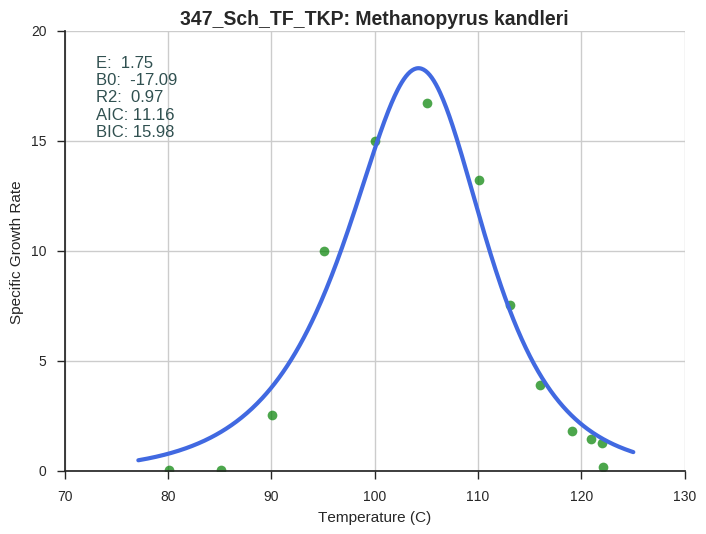 347_Sch_TF_TKP: Methanopyrus kandleri
E:  1.75
B0:  -17.09
R2:  0.97
AIC: 11.16
BIC: 15.98
20
15
10
5
0
Specific Growth Rate
70 80 90 100 110 120 130
Temperature (C)